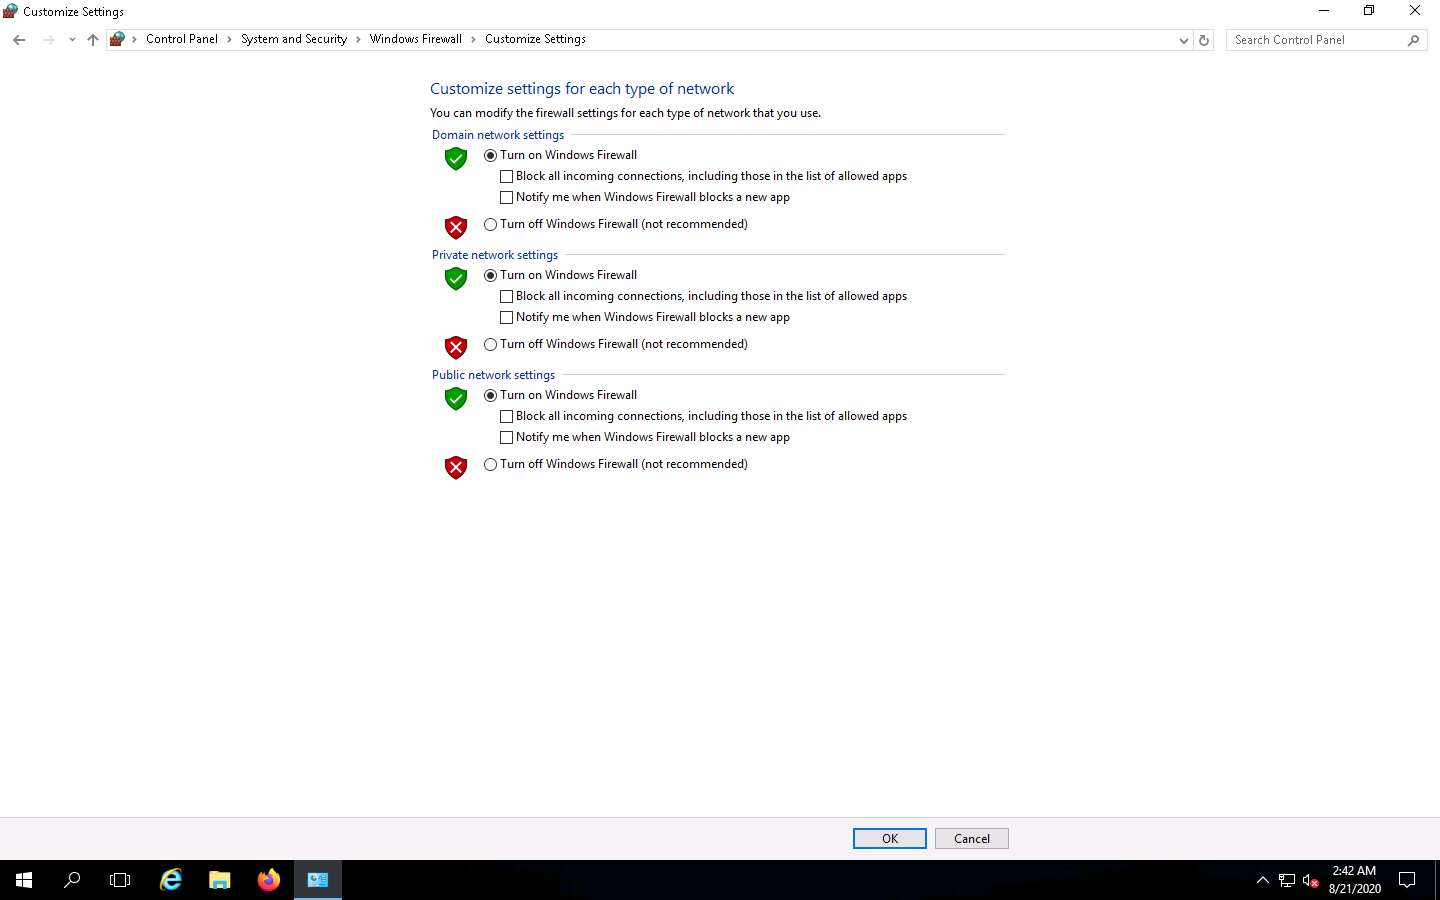 Customize Settings
Control Panel > System and Security > Windows Firewall > Customize Settings
Search Control Panel
Customize settings for each type of network
You can modify the firewall settings for each type of network that you use.
Domain network settings
Turn on Windows Firewall
Block all incoming connections, including those in the list of allowed apps
Notify me when Windows Firewall blocks a new app
Turn off Windows Firewall (not recommended)
Private network settings
Turn on Windows Firewall
Block all incoming connections, including those in the list of allowed apps
Notify me when Windows Firewall blocks a new app
Turn off Windows Firewall (not recommended)
Public network settings
Turn on Windows Firewall
Block all incoming connections, including those in the list of allowed apps
Notify me when Windows Firewall blocks a new app
Turn off Windows Firewall (not recommended)
OK
Cancel
2:42 AM
8/21/2020